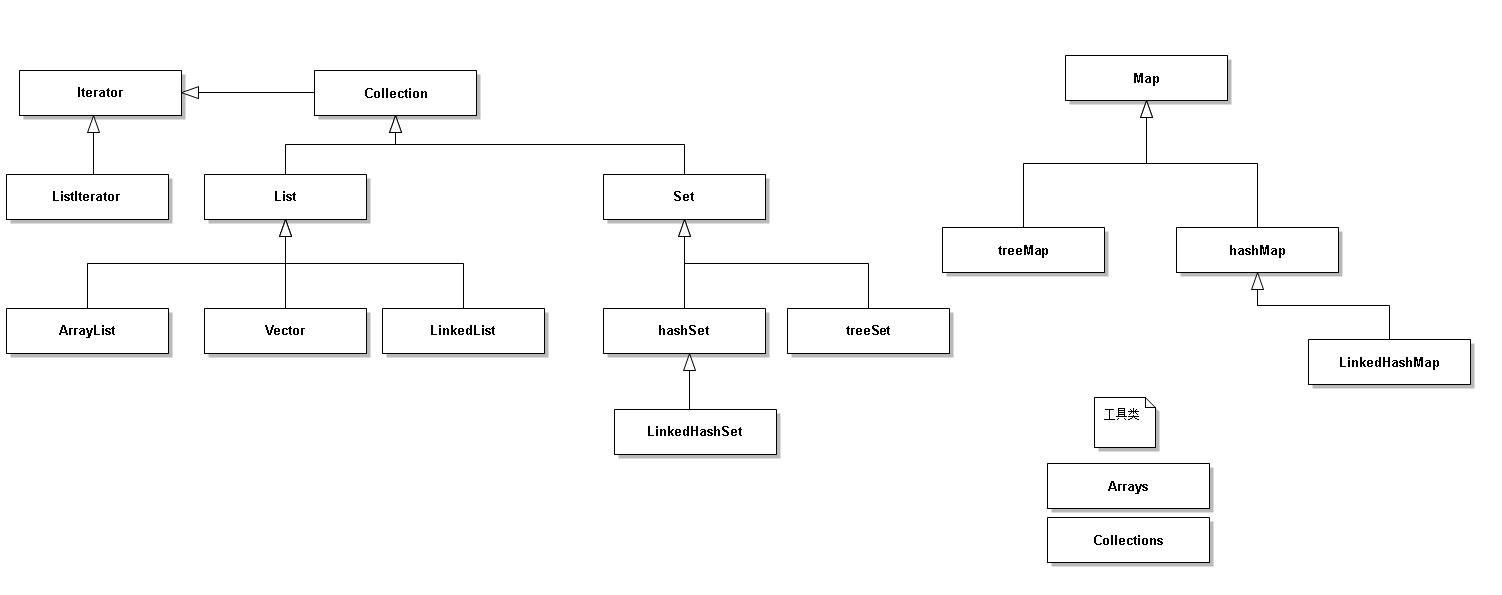 Iterator
Collection
Map
ListIterator
List
Set
treeMap
hashMap
ArrayList
Vector
LinkedList
hashSet
treeSet
LinkedHashMap
工具类
LinkedHashSet
Arrays
Collections